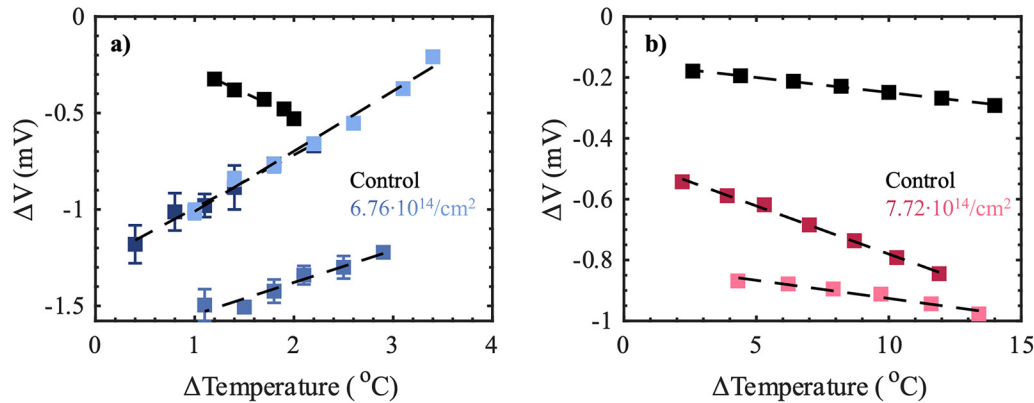 a)
0
-0.5
-1
-1.5
ΔV (mV)
Control
6.76·10¹⁴/cm²
0 1 2 3 4
ΔTemperature ( °C)
b)
0
-0.2
-0.4
-0.6
-0.8
-1
ΔV (mV)
Control
7.72·10¹⁴/cm²
0 5 10 15
ΔTemperature ( °C)